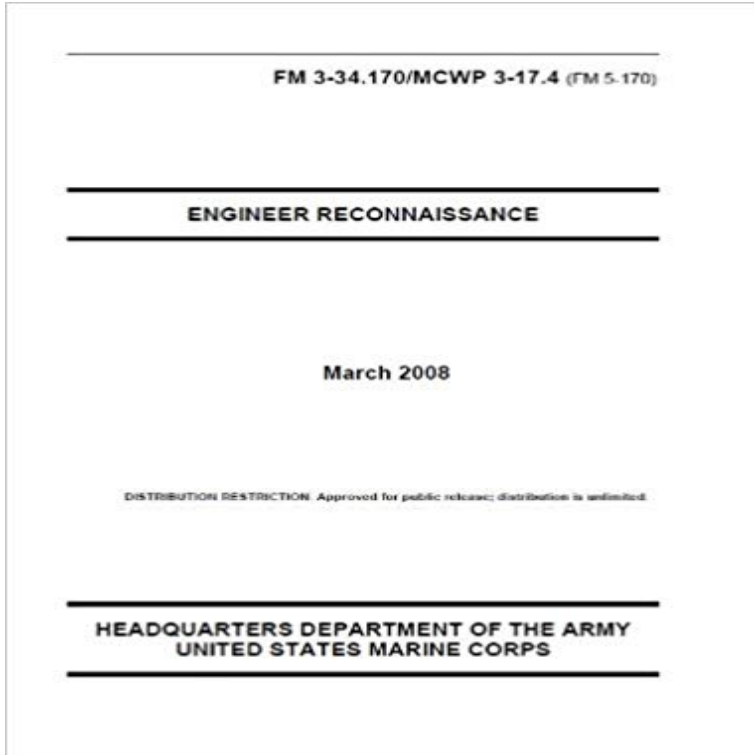 FM 3-34.170/MCWP 3-17.4 (FM 5-170)
ENGINEER RECONNAISSANCE
March 2008
DISTRIBUTION RESTRICTION. Approved for public release; distribution is unlimited.
HEADQUARTERS DEPARTMENT OF THE ARMY
UNITED STATES MARINE CORPS